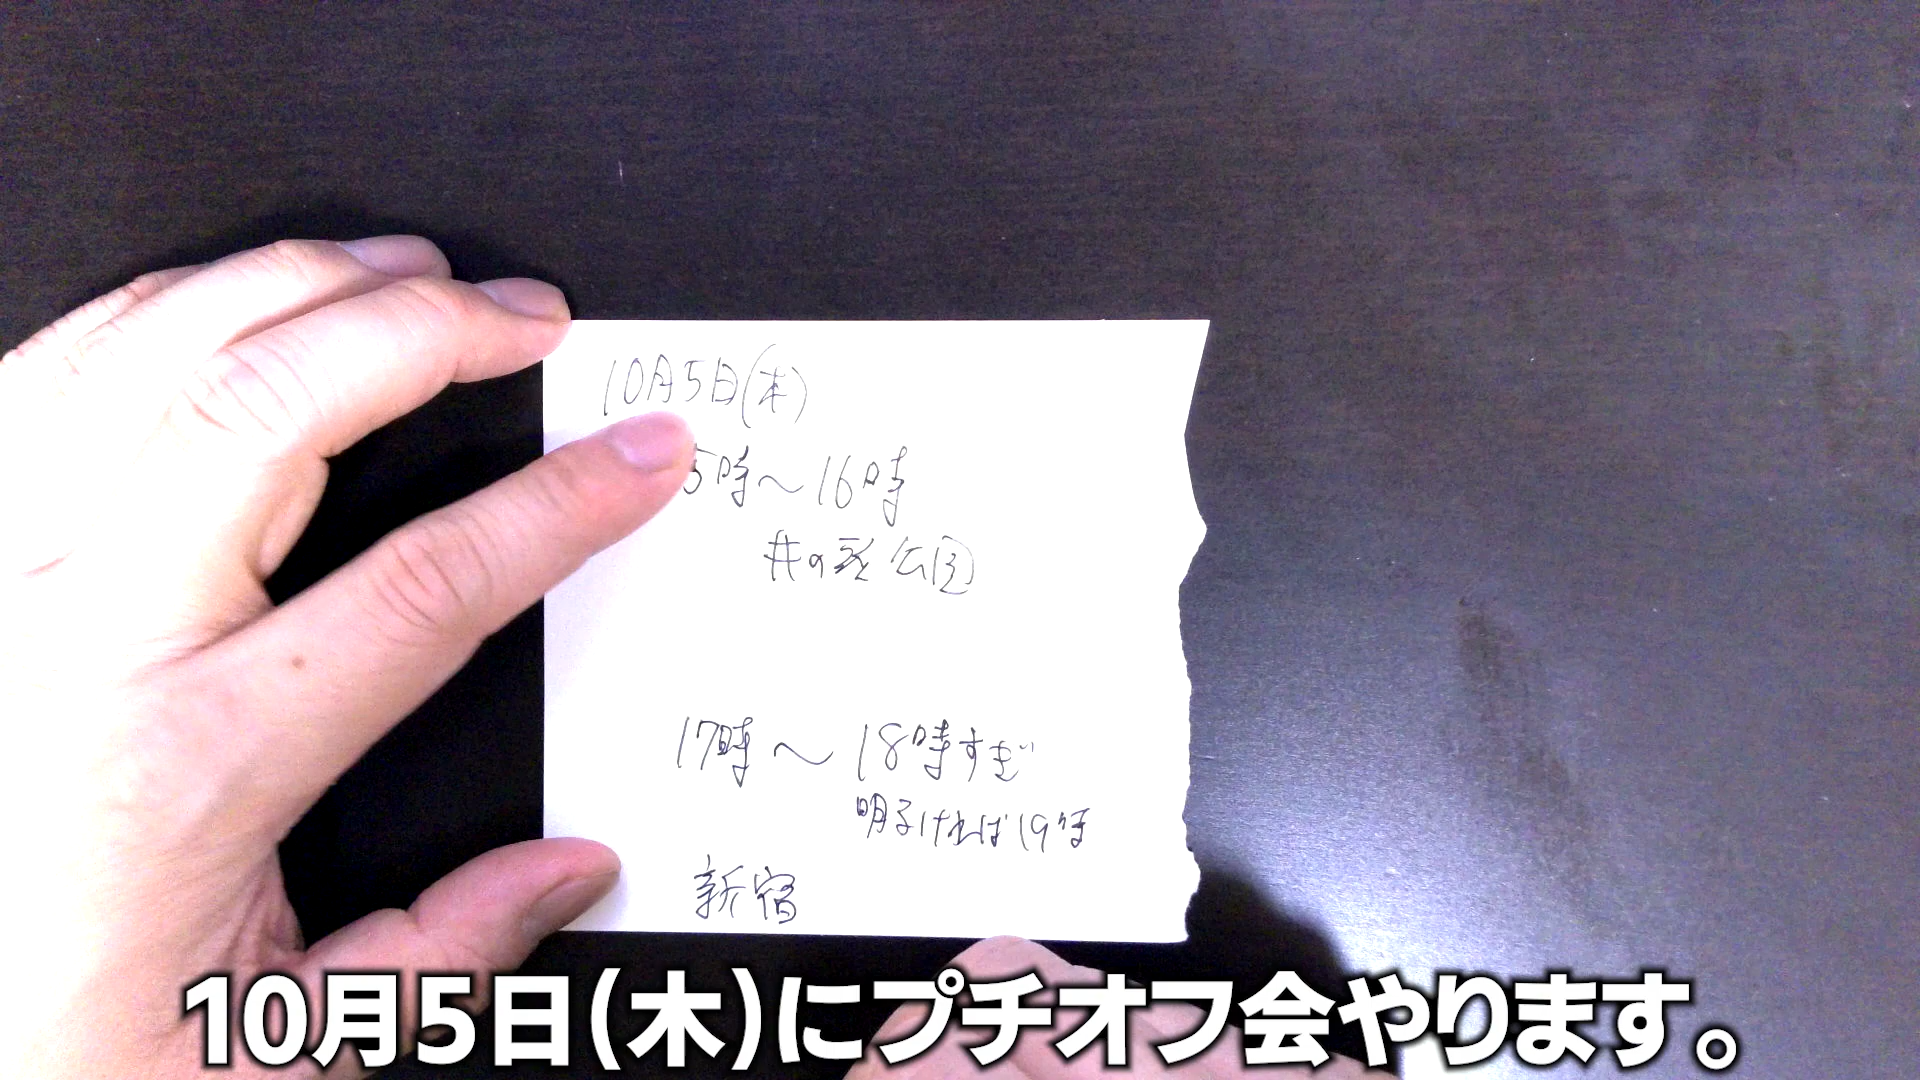 10月5日(木)
5時〜16時
井の頭公園
17時〜18時すぎ
明るければ19時
新宿
10月5日(木)にプチオフ会やります。